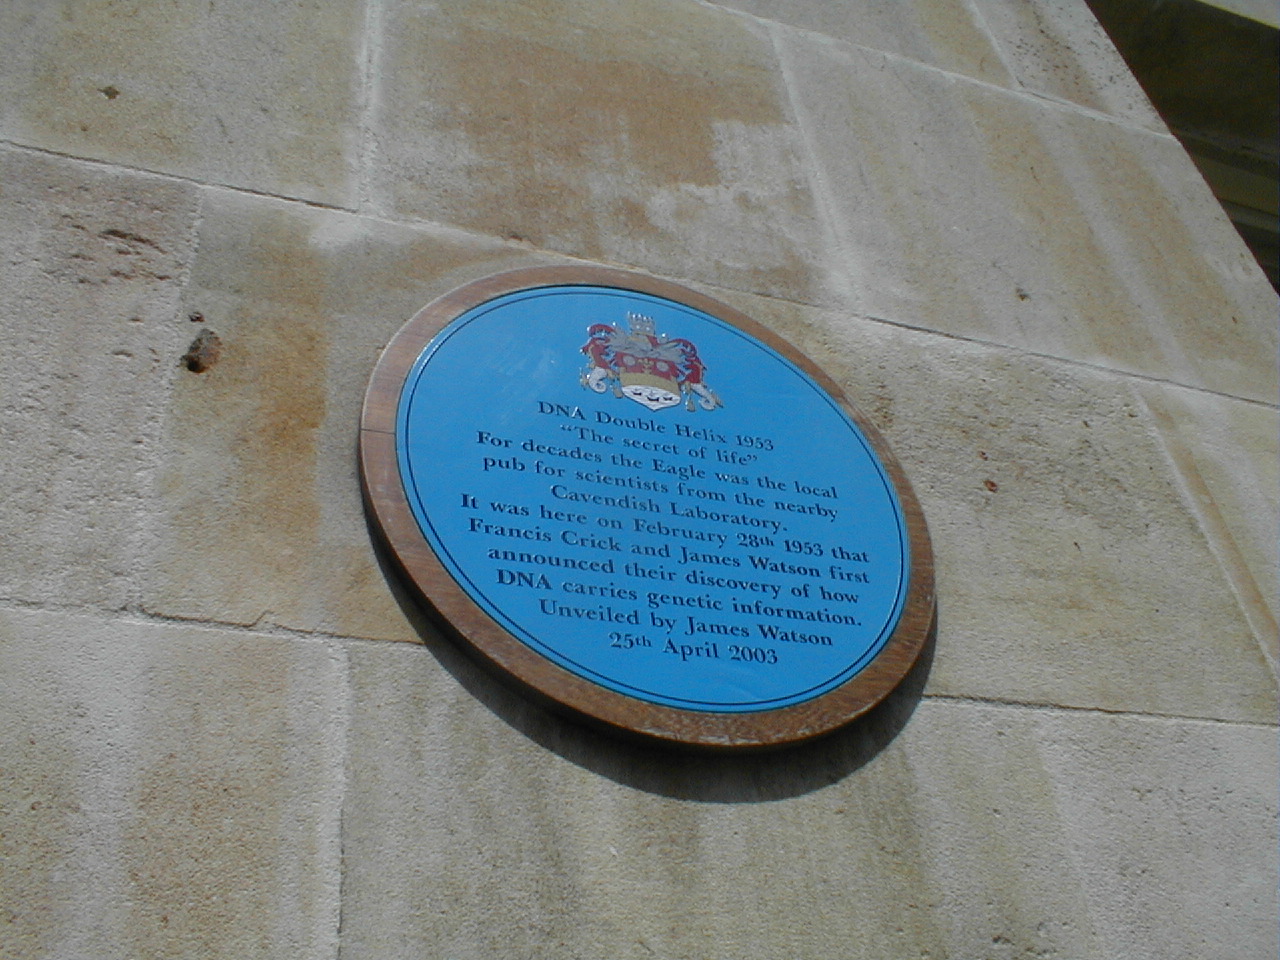 DNA Double Helix 1953
“The secret of life”
For decades the Eagle was the local
pub for scientists from the nearby
Cavendish Laboratory.
It was here on February 28th 1953 that
Francis Crick and James Watson first
announced their discovery of how
DNA carries genetic information.
Unveiled by James Watson
25th April 2003